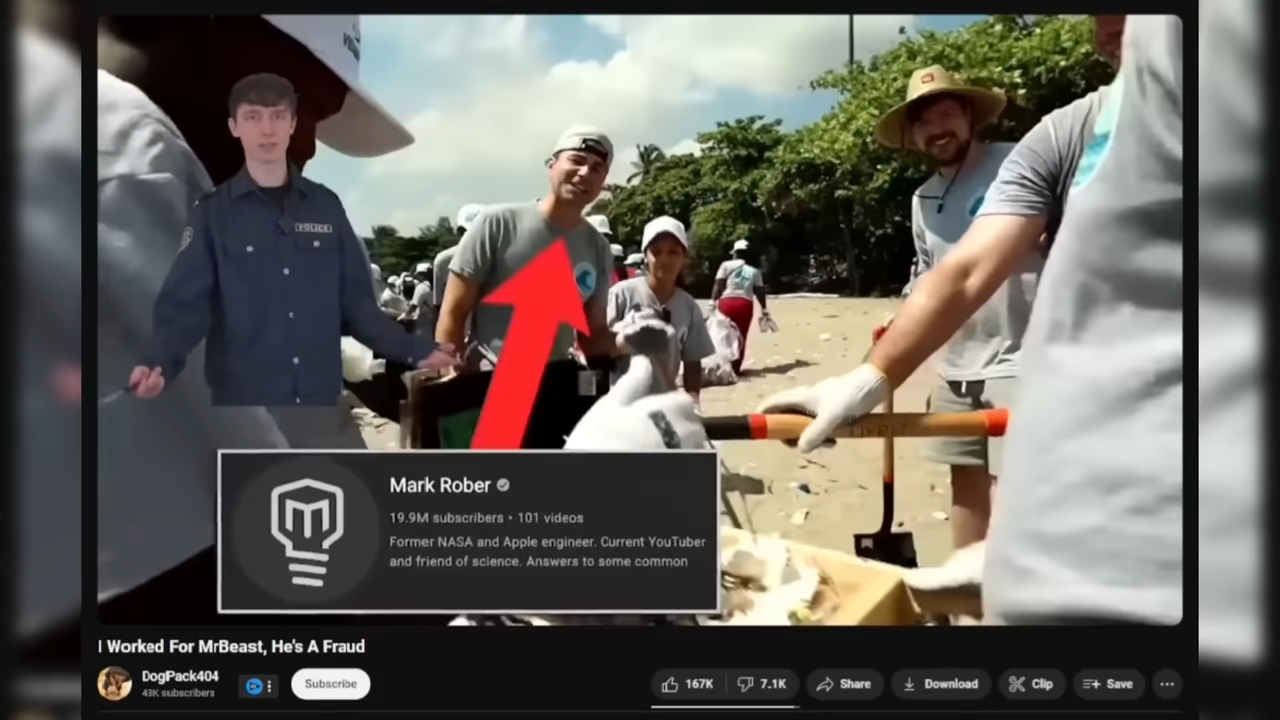 POLICE
Mark Rober
19.9M subscribers • 101 videos
Former NASA and Apple engineer. Current YouTuber
and friend of science. Answers to some common
I Worked For MrBeast, He's A Fraud
DogPack404
43K subscribers
Subscribe
167K
7.1K
Share
Download
Clip
Save